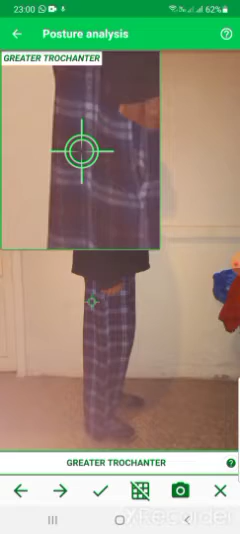 23:00
62%
Posture analysis
GREATER TROCHANTER
GREATER TROCHANTER
XRecorder